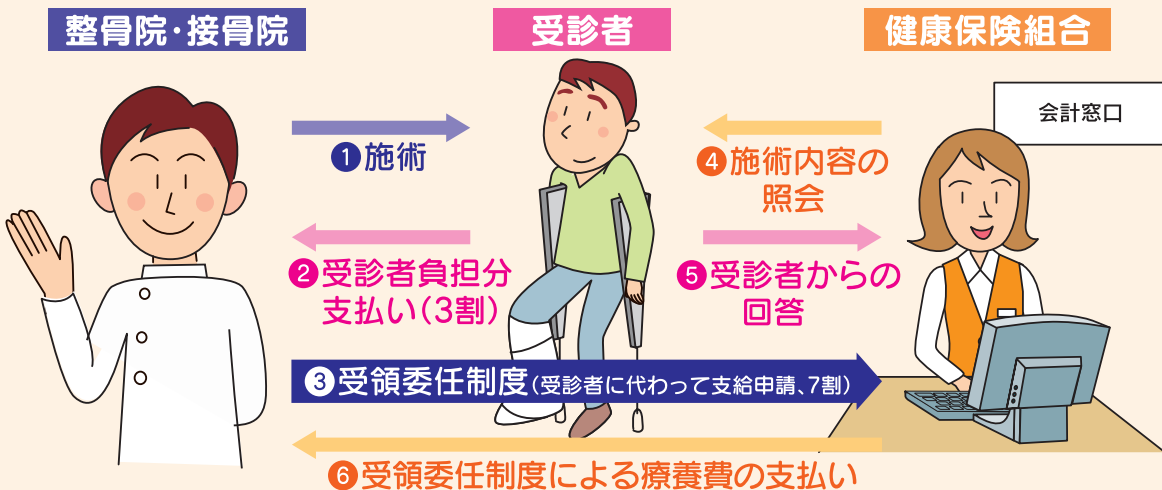 整骨院・接骨院
受診者
健康保険組合
会計窓口
❶施術
❷受診者負担分
支払い(3割)
❸受領委任制度(受診者に代わって支給申請、7割)
❹施術内容の
照会
❺受診者からの
回答
❻受領委任制度による療養費の支払い